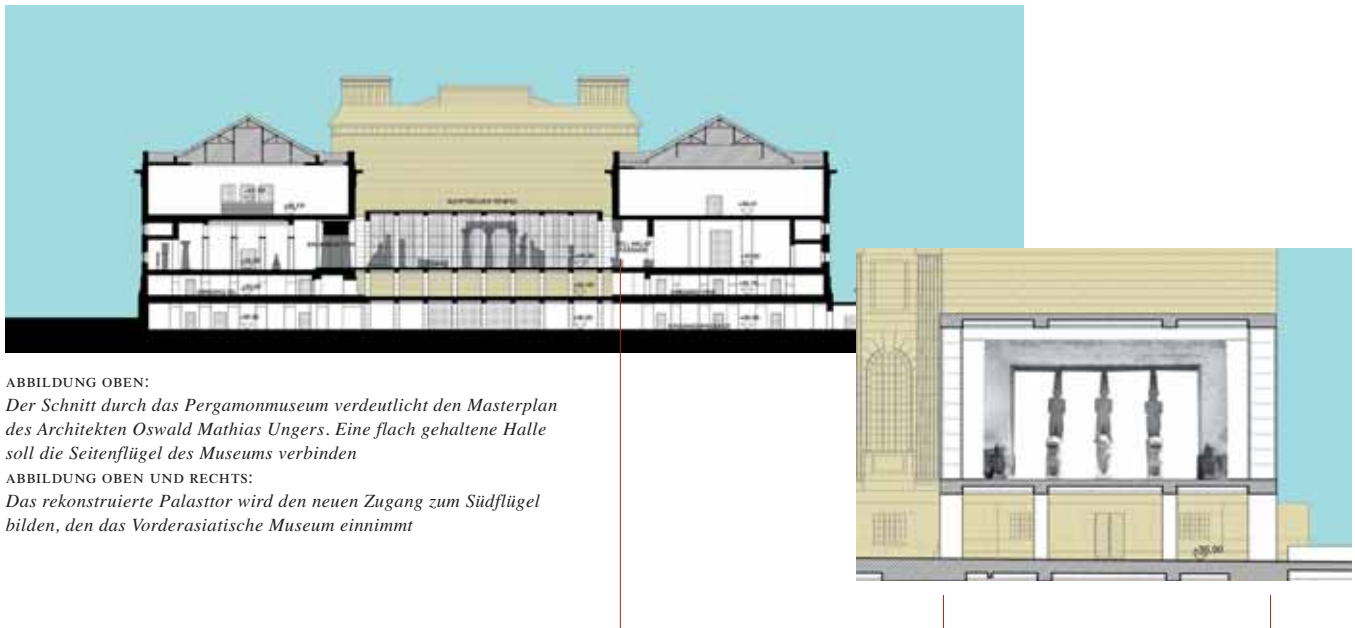 ABBILDUNG OBEN:
Der Schnitt durch das Pergamonmuseum verdeutlicht den Masterplan
des Architekten Oswald Mathias Ungers. Eine flach gehaltene Halle
soll die Seitenflügel des Museums verbinden
ABBILDUNG OBEN UND RECHTS:
Das rekonstruierte Palasttor wird den neuen Zugang zum Südflügel
bilden, den das Vorderasiatische Museum einnimmt